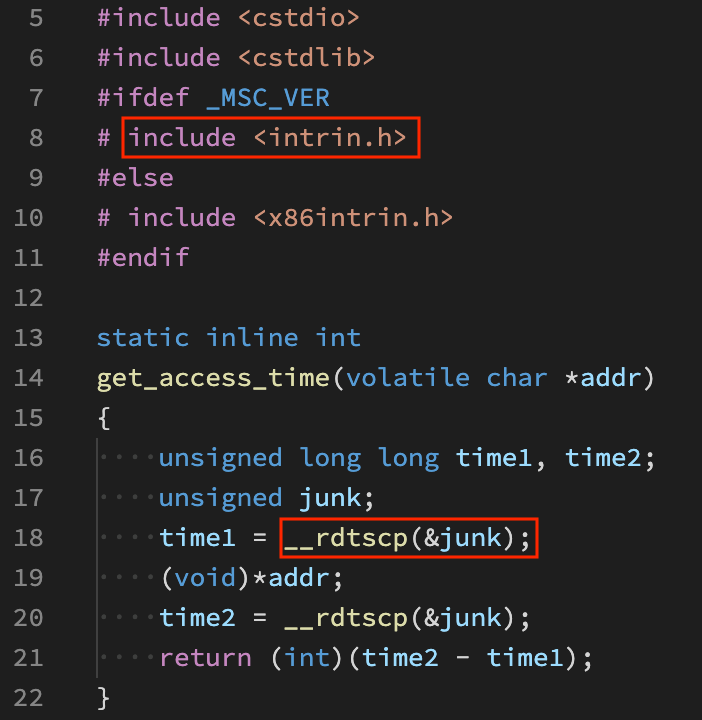 5 #include <cstdio>
6 #include <cstdlib>
7 #ifdef _MSC_VER
8 # include <intrin.h>
9 #else
10 # include <x86intrin.h>
11 #endif
12
13 static inline int
14 get_access_time(volatile char *addr)
15 {
16 ····unsigned long long time1, time2;
17 ····unsigned junk;
18 ····time1 = __rdtscp(&junk);
19 ····(void)*addr;
20 ····time2 = __rdtscp(&junk);
21 ····return (int)(time2 - time1);
22 }